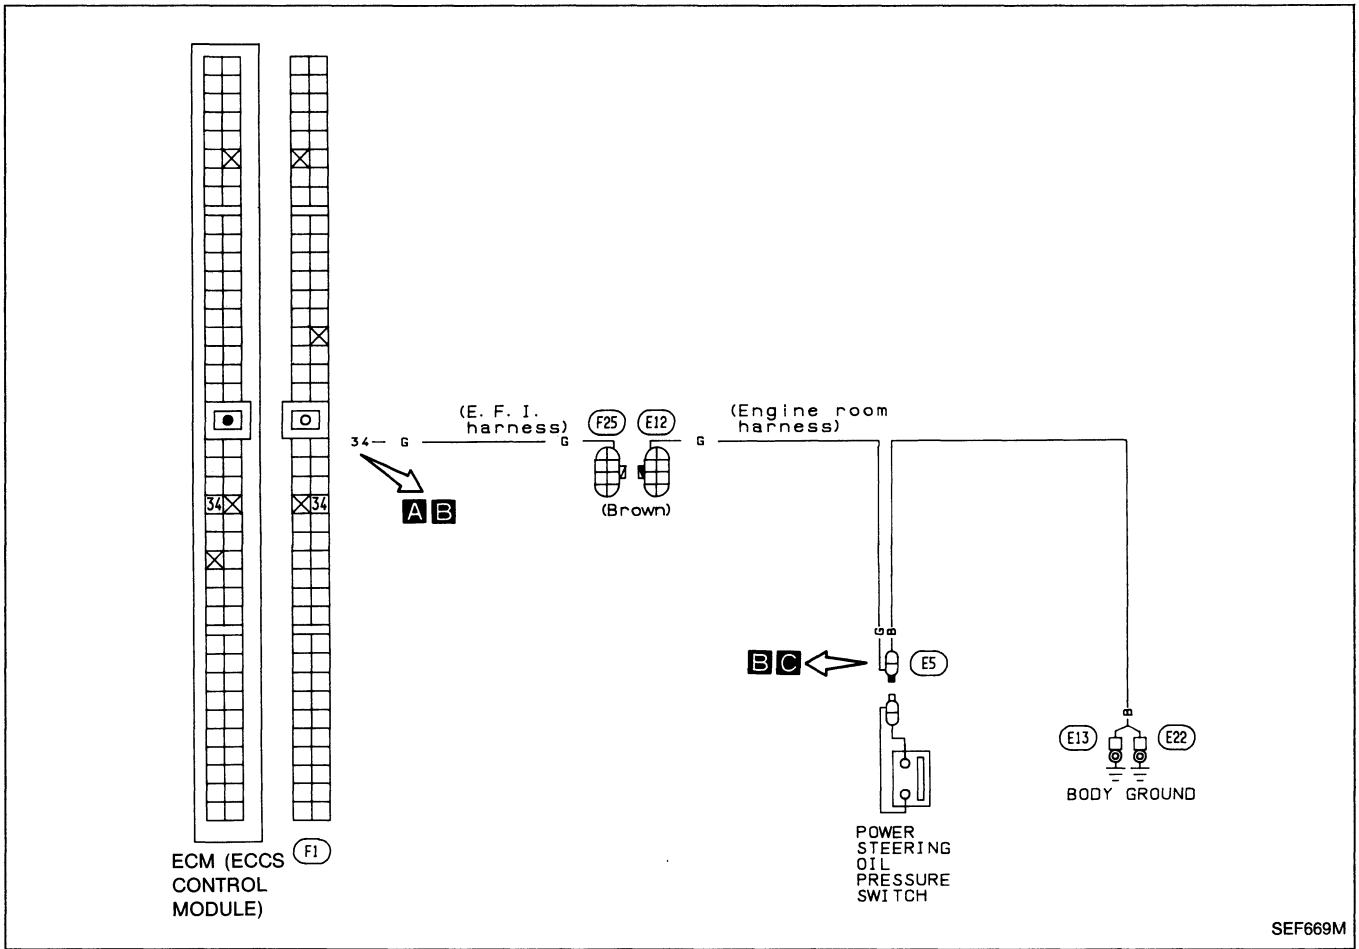 34
34
34
G
(E. F. I.
harness)
G
F25
E12
G
(Engine room
harness)
A B
(Brown)
G B
B C
E5
B
E13
E22
BODY GROUND
POWER
STEERING
OIL
PRESSURE
SWITCH
F1
ECM (ECCS
CONTROL
MODULE)
SEF669M